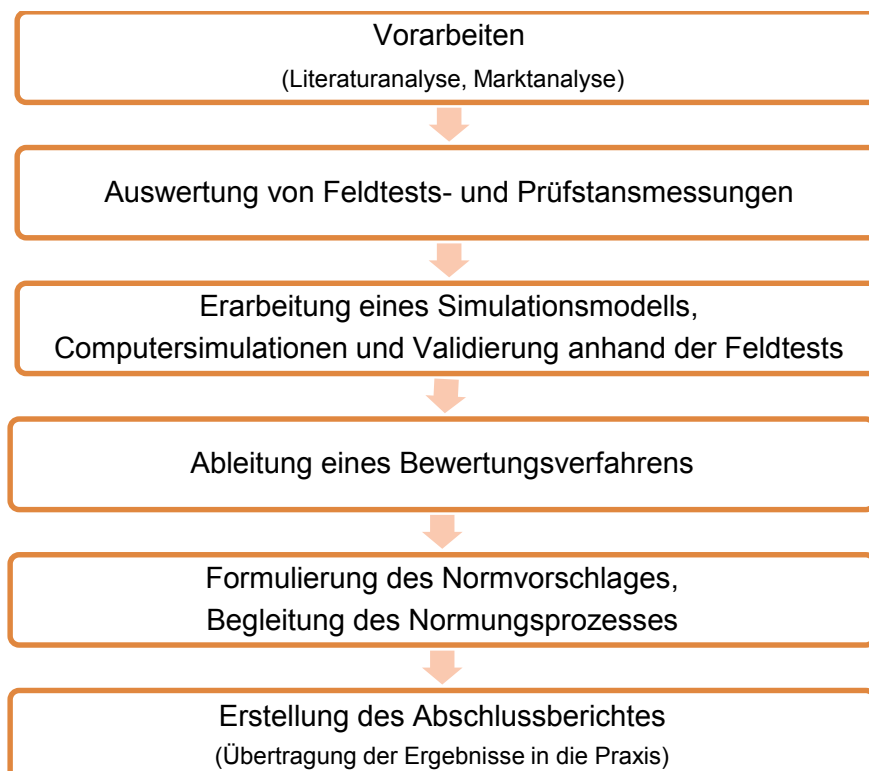 Vorarbeiten
(Literaturanalyse, Marktanalyse)
Auswertung von Feldtests- und Prüfstansmessungen
Erarbeitung eines Simulationsmodells,
Computersimulationen und Validierung anhand der Feldtests
Ableitung eines Bewertungsverfahrens
Formulierung des Normvorschlages,
Begleitung des Normungsprozesses
Erstellung des Abschlussberichtes
(Übertragung der Ergebnisse in die Praxis)